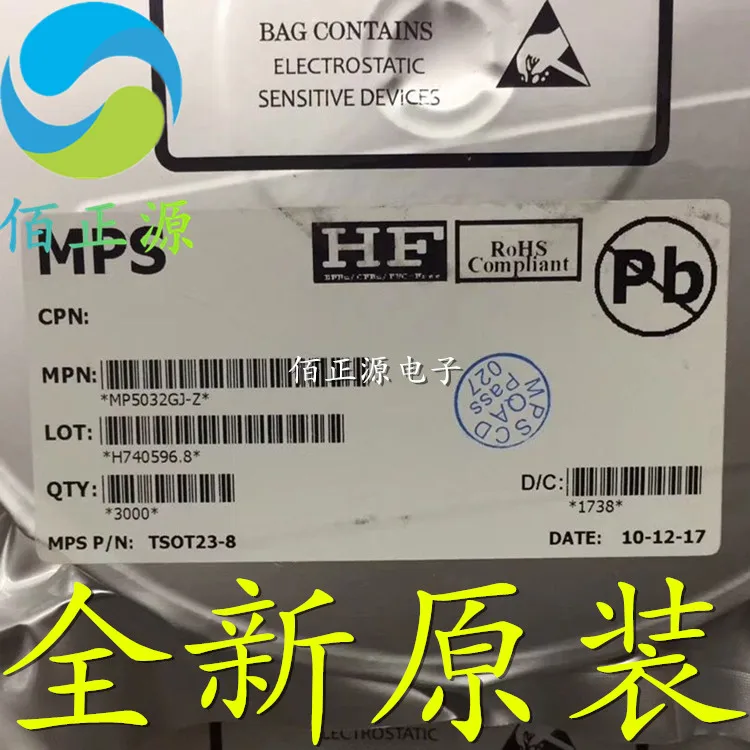 BAG CONTAINS
ELECTROSTATIC
SENSITIVE DEVICES
佰正源
MPS
HF
RoHS
Compliant
Pb
CPN:
MPN:
*MP5032GJ-Z*
佰正源电子
LOT:
*H740596.8*
MPSCD
QA
Pass
027
QTY:
*3000*
D/C:
*1738*
MPS P/N: TSOT23-8
DATE: 10-12-17
全新原装
ELECTROSTATIC